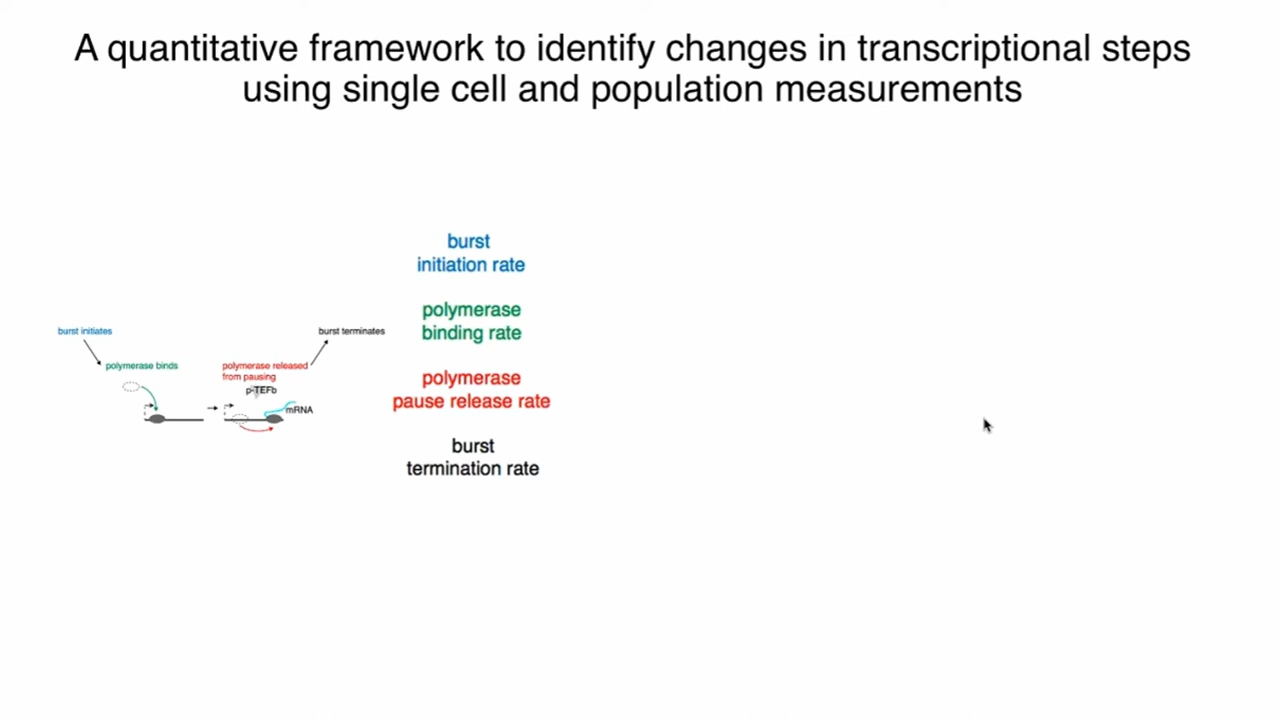 A quantitative framework to identify changes in transcriptional steps
using single cell and population measurements
burst initiates
polymerase binds
polymerase released
from pausing
p-TEFb
mRNA
burst terminates
burst
initiation rate
polymerase
binding rate
polymerase
pause release rate
burst
termination rate